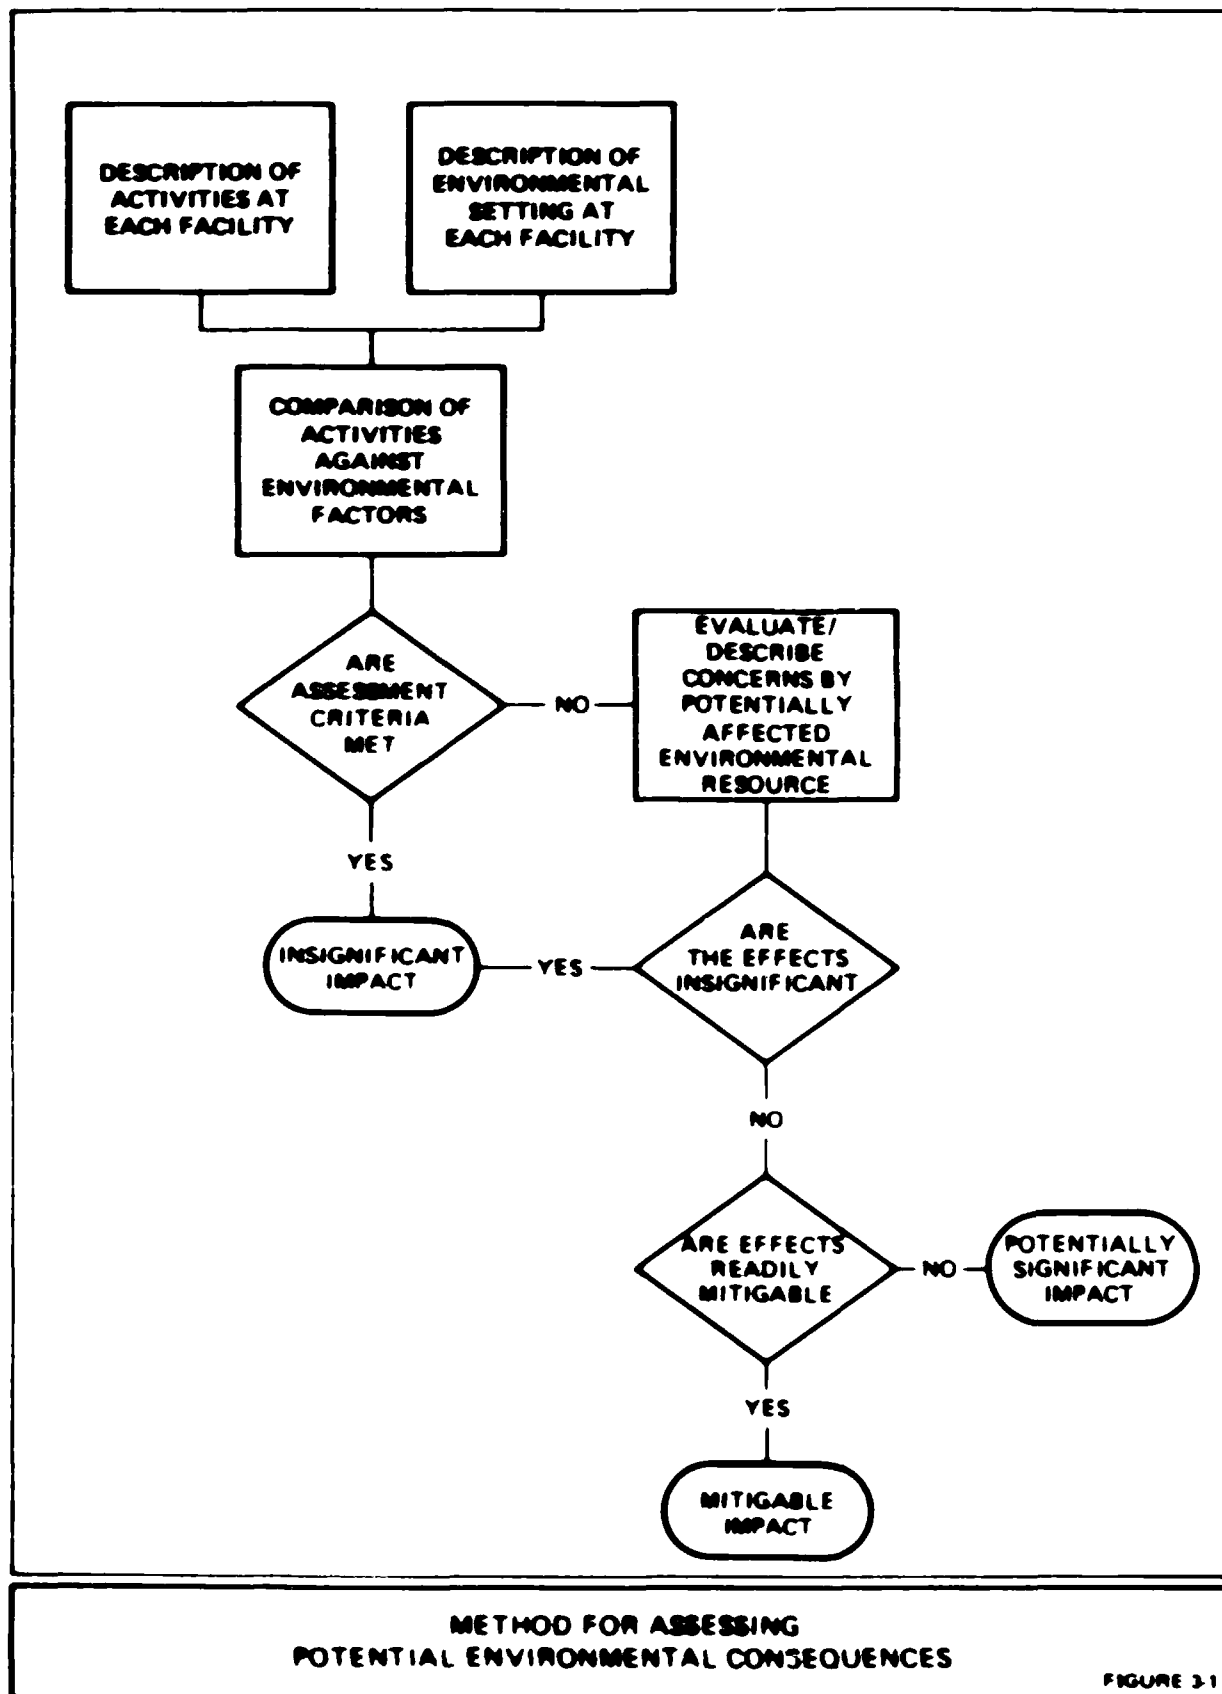 DESCRIPTION OF
ACTIVITIES AT
EACH FACILITY
DESCRIPTION OF
ENVIRONMENTAL
SETTING AT
EACH FACILITY
COMPARISON OF
ACTIVITIES
AGAINST
ENVIRONMENTAL
FACTORS
ARE
ASSESSMENT
CRITERIA
MET
NO
EVALUATE/
DESCRIBE
CONCERNS BY
POTENTIALLY
AFFECTED
ENVIRONMENTAL
RESOURCE
YES
INSIGNIFICANT
IMPACT
YES
ARE
THE EFFECTS
INSIGNIFICANT
NO
ARE EFFECTS
READILY
MITIGABLE
NO
POTENTIALLY
SIGNIFICANT
IMPACT
YES
MITIGABLE
IMPACT
METHOD FOR ASSESSING
POTENTIAL ENVIRONMENTAL CONSEQUENCES
FIGURE 3-1